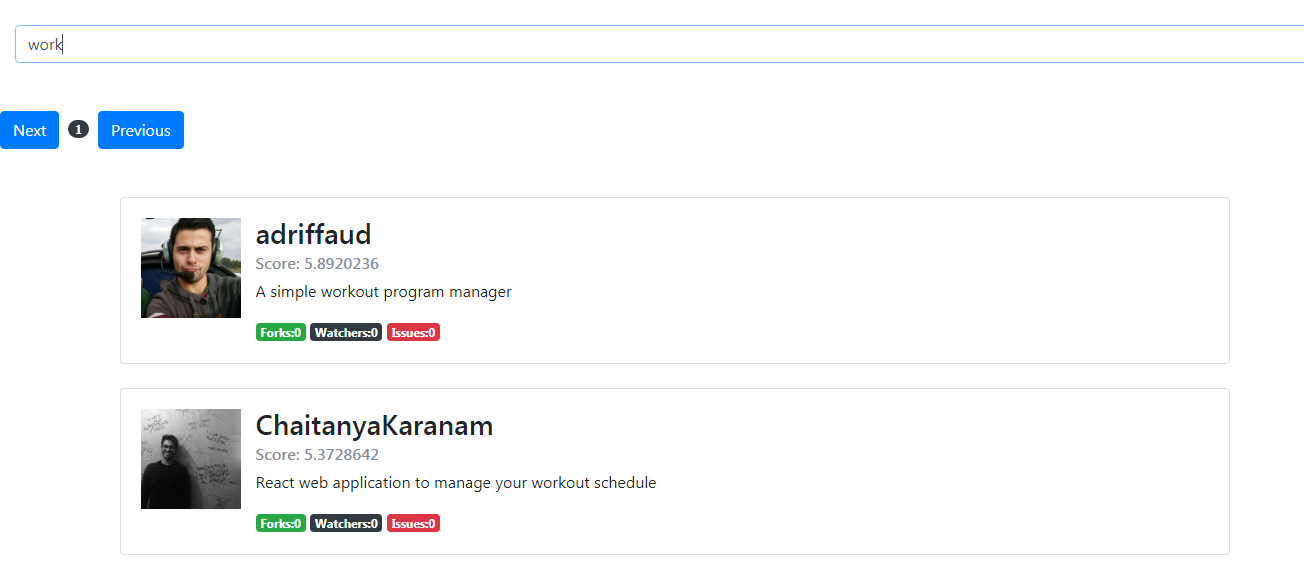 work
Next 1 Previous
adriffaud
Score: 5.8920236
A simple workout program manager
Forks:0 Watchers:0 Issues:0
ChaitanyaKaranam
Score: 5.3728642
React web application to manage your workout schedule
Forks:0 Watchers:0 Issues:0